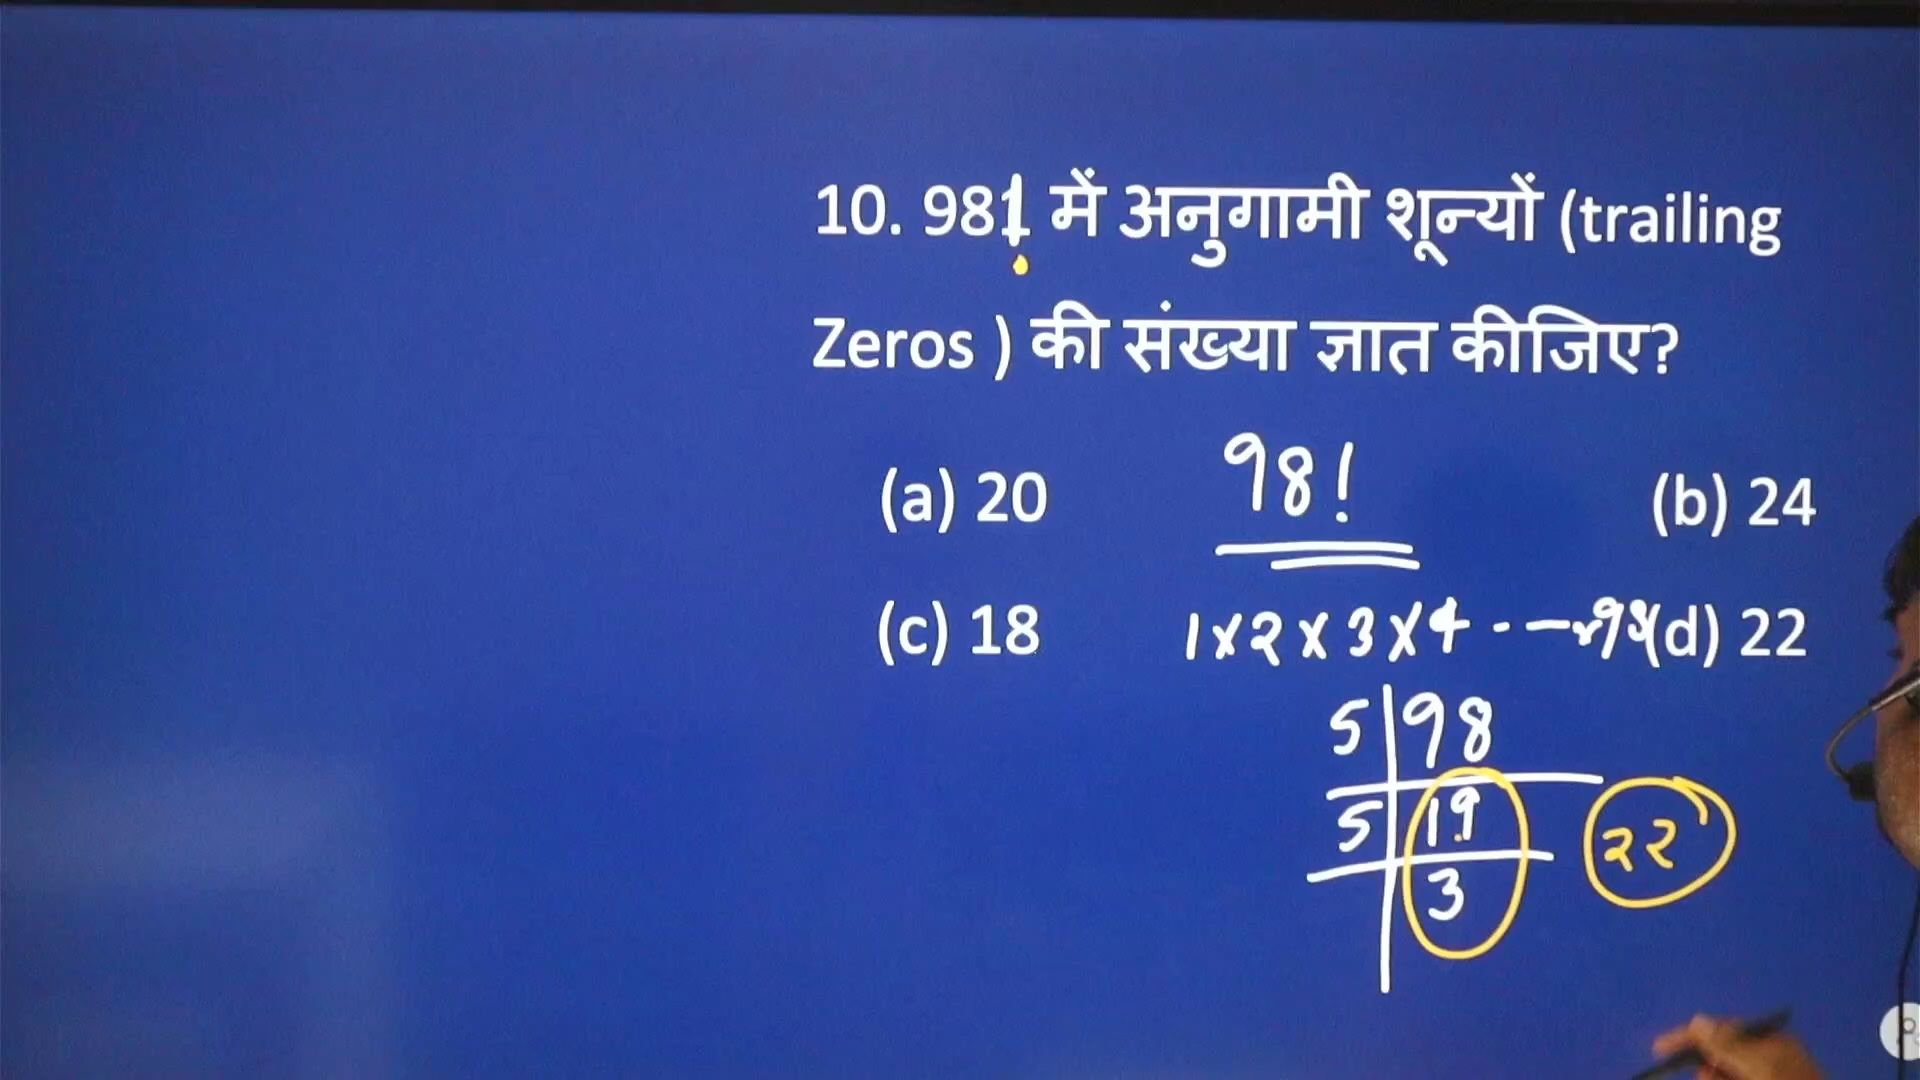 10. 981 में अनुगामी शून्यों (trailing
Zeros ) की संख्या ज्ञात कीजिए?
(a) 20
98!
(b) 24
(c) 18
1×2×3×4 - - — ×98
(d) 22
5 98
5 19
3
२२